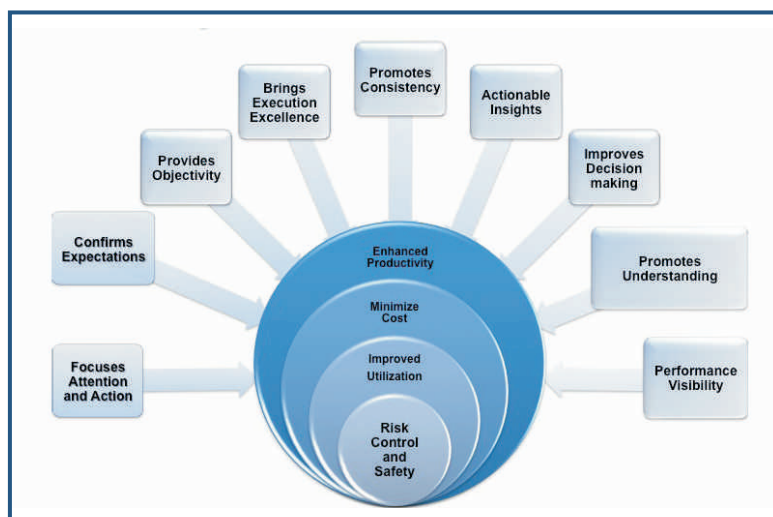 Promotes
Consistency
Brings
Execution
Excellence
Actionable
Insights
Provides
Objectivity
Improves
Decision
making
Confirms
Expectations
Enhanced
Productivity
Promotes
Understanding
Minimize
Cost
Improved
Utilization
Focuses
Attention
and Action
Performance
Visibility
Risk
Control
and
Safety